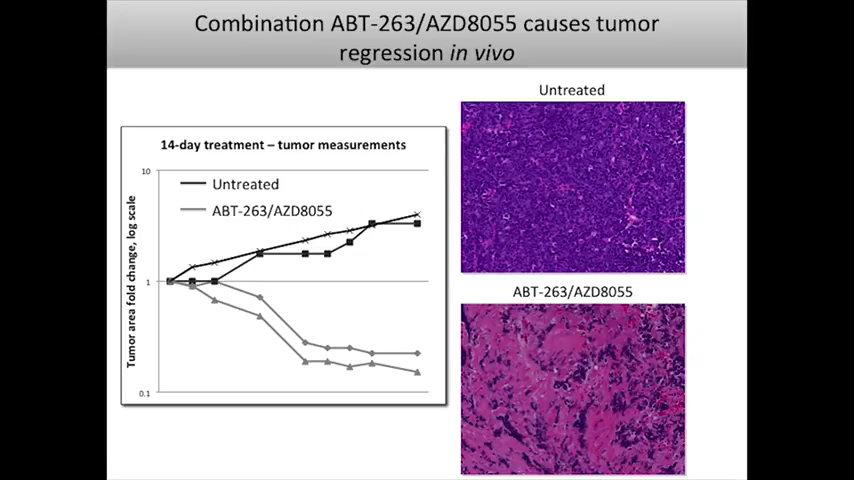 Combination ABT-263/AZD8055 causes tumor
regression in vivo
14-day treatment – tumor measurements
Tumor area fold change, log scale
10
1
0.1
Untreated
ABT-263/AZD8055
Untreated
ABT-263/AZD8055